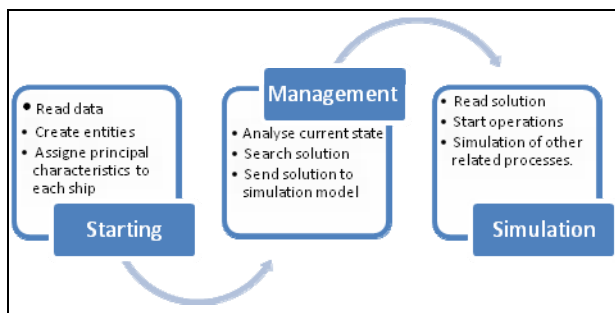 • Read data
• Create entities
• Assigne principal
characteristics to
each ship
Starting
Management
• Analyse current state
• Search solution
• Send solution to
simulation model
• Read solution
• Start operations
• Simulation of other
related processes.
Simulation